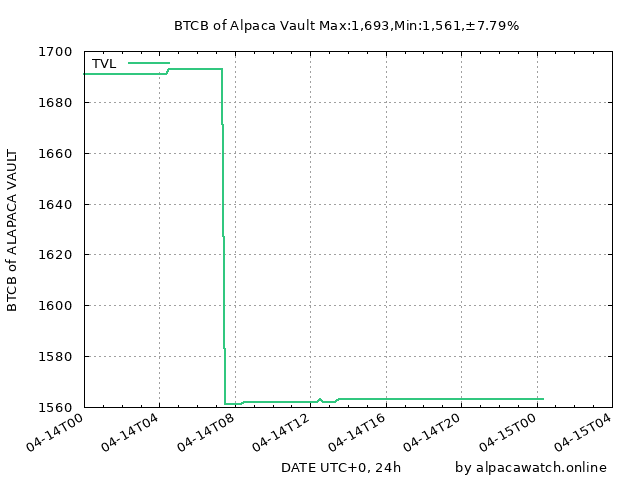 BTCB of Alpaca Vault Max:1,693,Min:1,561,±7.79%
TVL
1700
1680
1660
1640
1620
1600
1580
1560
BTCB of ALAPACA VAULT
04-14T00
04-14T04
04-14T08
04-14T12
04-14T16
04-14T20
04-15T00
04-15T04
DATE UTC+0, 24h
by alpacawatch.online